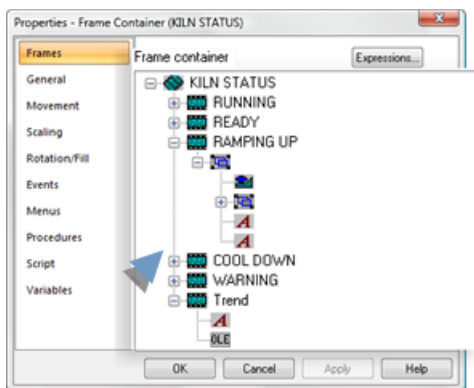 Properties - Frame Container (KILN STATUS)
Frames
General
Movement
Scaling
Rotation/Fill
Events
Menus
Procedures
Script
Variables
Frame container
Expressions...
KILN STATUS
RUNNING
READY
RAMPING UP
A
A
COOL DOWN
WARNING
Trend
A
OLE
OK
Cancel
Apply
Help